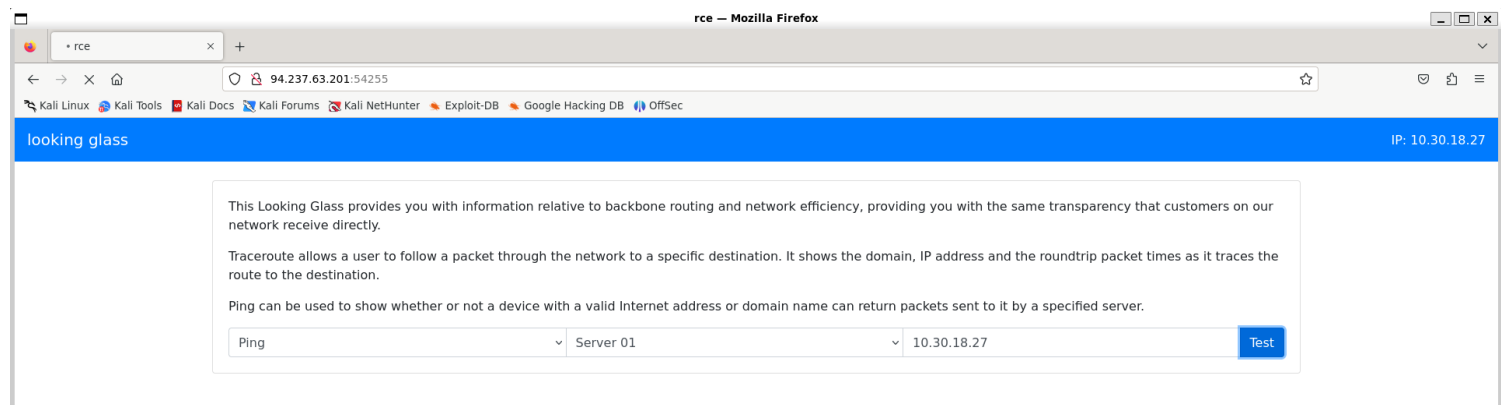 rce — Mozilla Firefox
• rce
94.237.63.201:54255
Kali Linux Kali Tools Kali Docs Kali Forums Kali NetHunter Exploit-DB Google Hacking DB OffSec
looking glass IP: 10.30.18.27
This Looking Glass provides you with information relative to backbone routing and network efficiency, providing you with the same transparency that customers on our
network receive directly.
Traceroute allows a user to follow a packet through the network to a specific destination. It shows the domain, IP address and the roundtrip packet times as it traces the
route to the destination.
Ping can be used to show whether or not a device with a valid Internet address or domain name can return packets sent to it by a specified server.
Ping Server 01 10.30.18.27 Test